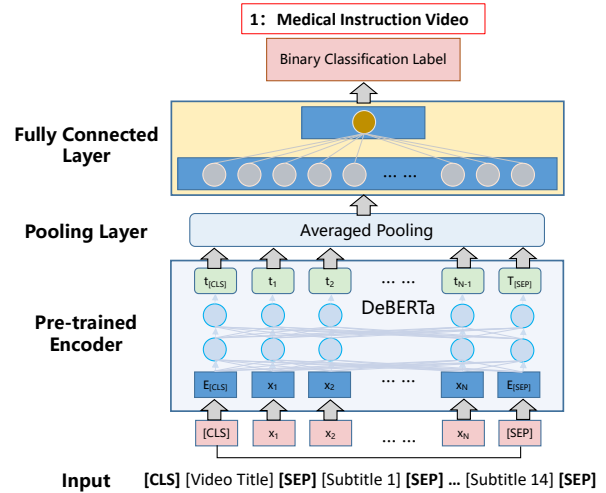 1: Medical Instruction Video
Binary Classification Label
Fully Connected
Layer
... ...
Pooling Layer
Averaged Pooling
t[CLS] t1 t2 ... ... tN-1 T[SEP]
DeBERTa
Pre-trained
Encoder
E[CLS] x1 x2 ... ... xN E[SEP]
[CLS] x1 x2 ... ... xN [SEP]
Input [CLS] [Video Title] [SEP] [Subtitle 1] [SEP] ... [Subtitle 14] [SEP]